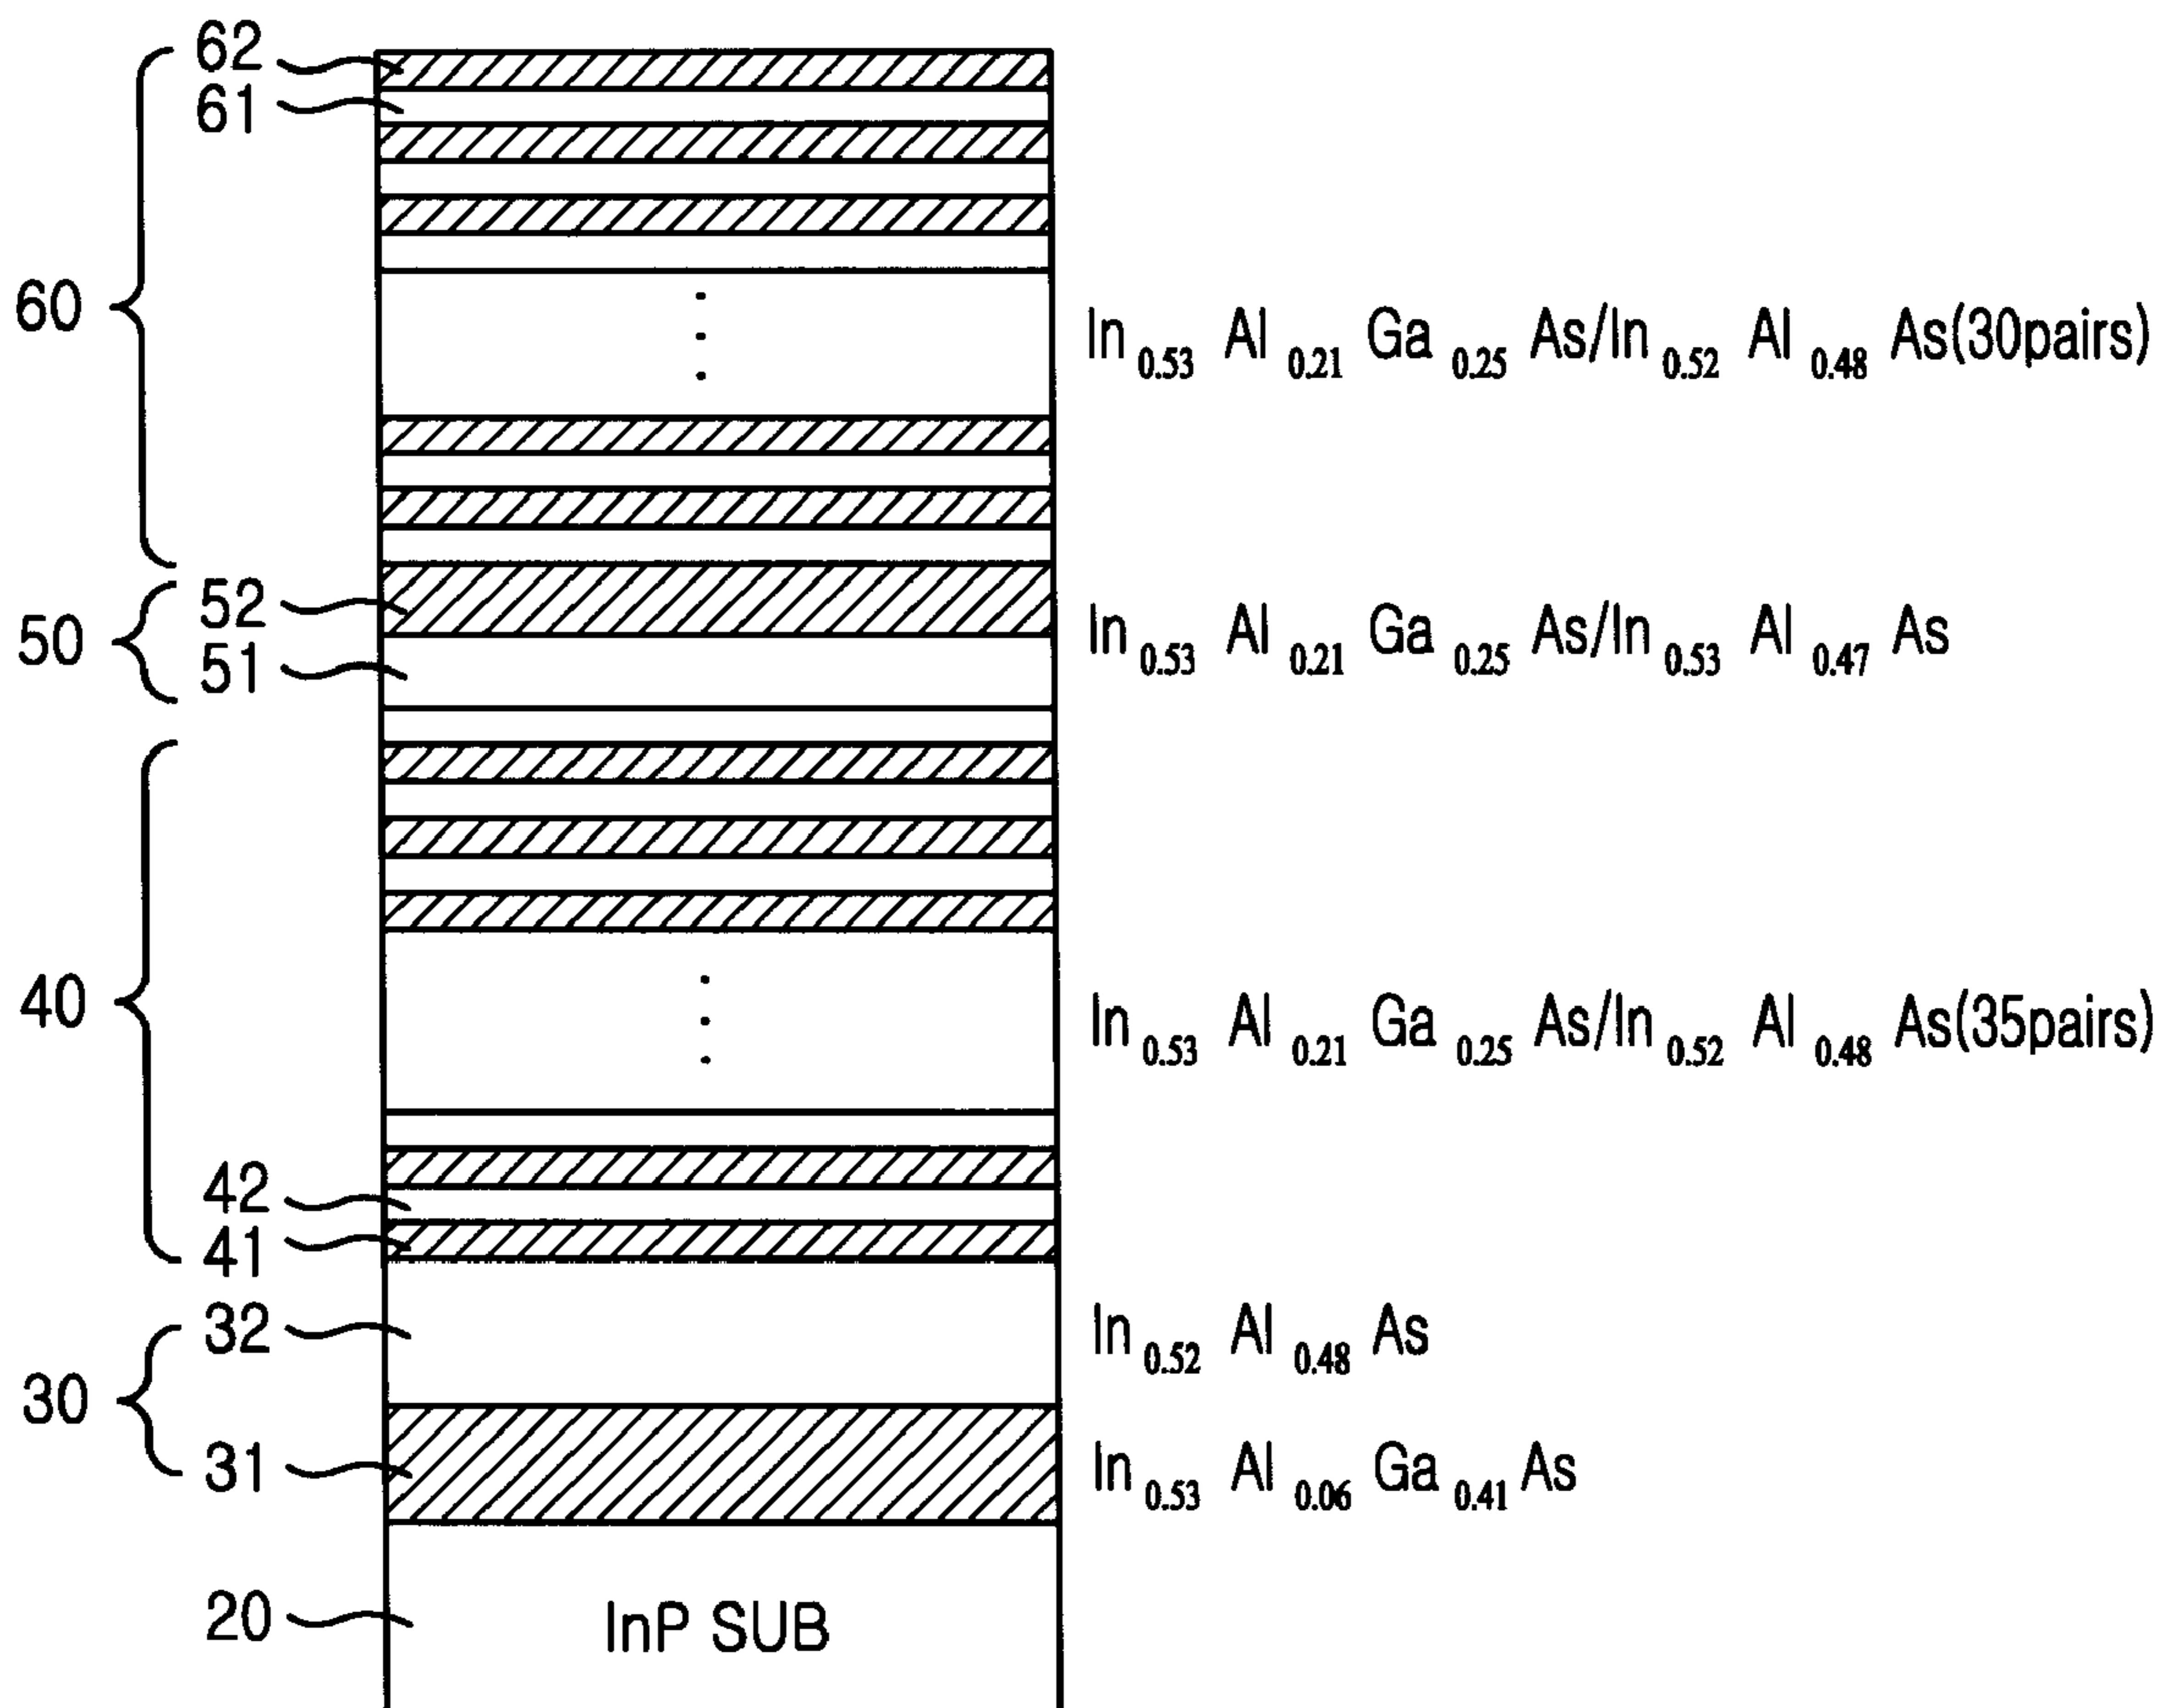 62
61
60
In 0.53 Al 0.21 Ga 0.25 As/In 0.52 Al 0.48 As(30pairs)
52
50
51
In 0.53 Al 0.21 Ga 0.25 As/In 0.53 Al 0.47 As
40
In 0.53 Al 0.21 Ga 0.25 As/In 0.52 Al 0.48 As(35pairs)
42
41
32
In 0.52 Al 0.48 As
30
31
In 0.53 Al 0.06 Ga 0.41 As
20
InP SUB